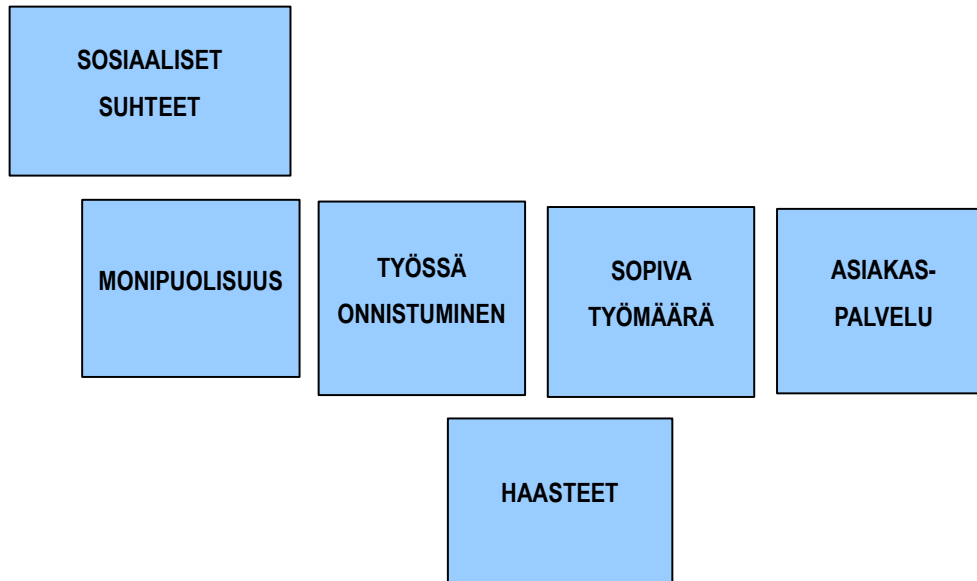 SOSIAALISET
SUHTEET
MONIPUOLISUUS
TYÖSSÄ
ONNISTUMINEN
SOPIVA
TYÖMÄÄRÄ
ASIAKAS-
PALVELU
HAASTEET